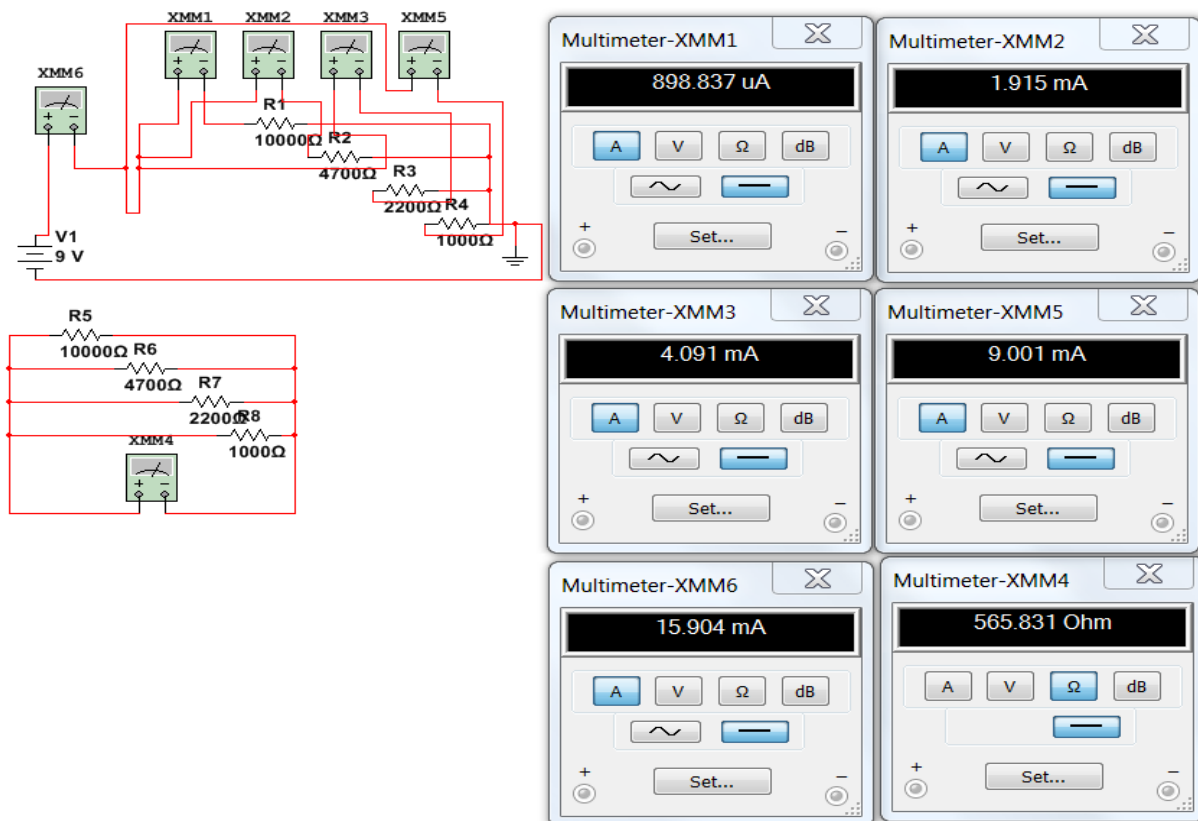 XMM1 XMM2 XMM3 XMM5
XMM6
R1
10000Ω
R2
4700Ω
R3
2200Ω
R4
1000Ω
V1
9 V
R5
10000Ω
R6
4700Ω
R7
2200Ω
R8
1000Ω
XMM4
Multimeter-XMM1
898.837 uA
A V Ω dB
Set...
+ −
Multimeter-XMM2
1.915 mA
A V Ω dB
Set...
+ −
Multimeter-XMM3
4.091 mA
A V Ω dB
Set...
+ −
Multimeter-XMM5
9.001 mA
A V Ω dB
Set...
+ −
Multimeter-XMM6
15.904 mA
A V Ω dB
Set...
+ −
Multimeter-XMM4
565.831 Ohm
A V Ω dB
Set...
+ −